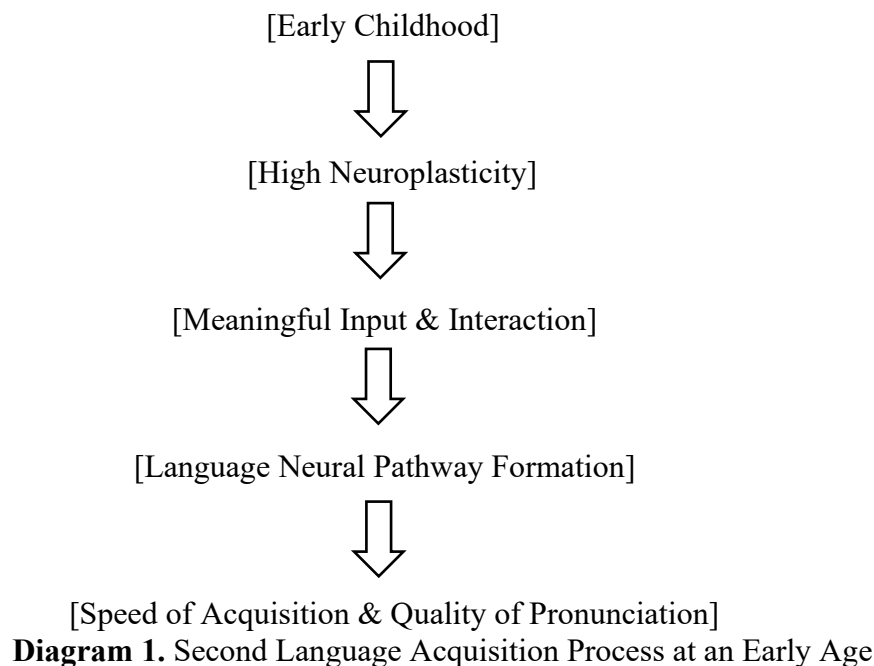 [Early Childhood]
[High Neuroplasticity]
[Meaningful Input & Interaction]
[Language Neural Pathway Formation]
[Speed of Acquisition & Quality of Pronunciation]
Diagram 1. Second Language Acquisition Process at an Early Age